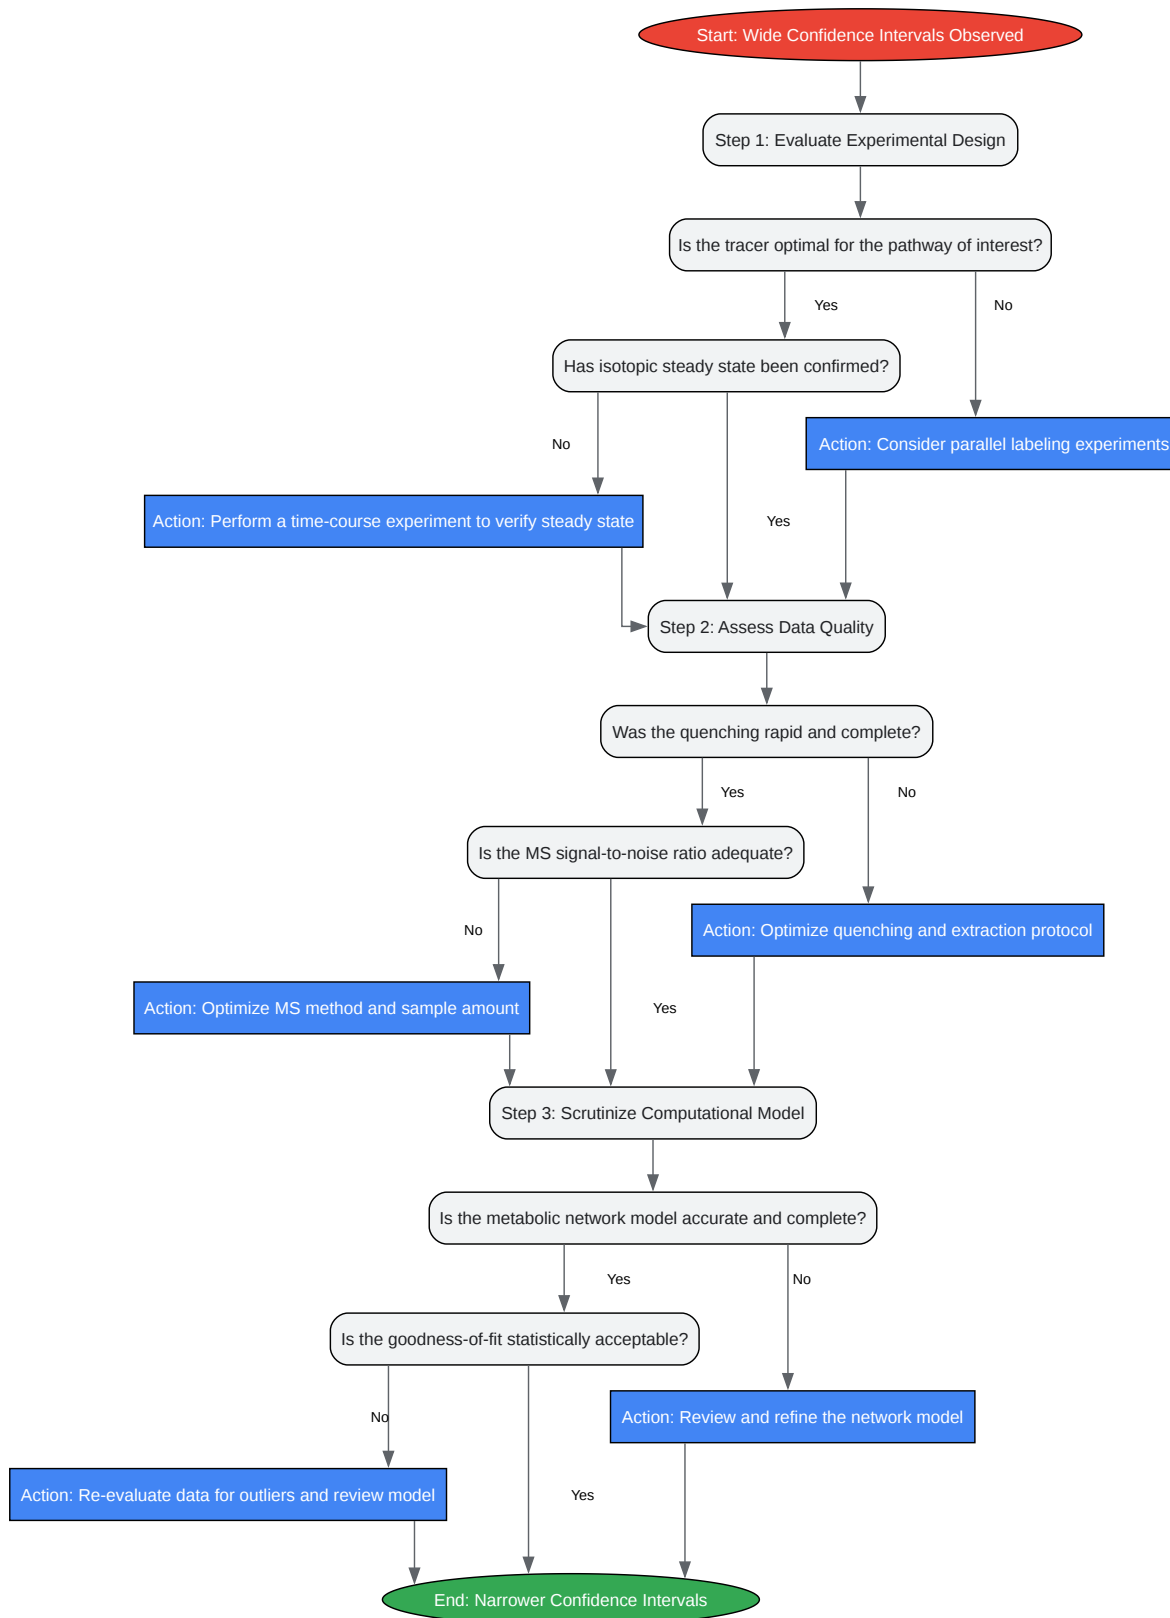 Start: Wide Confidence Intervals Observed
Step 1: Evaluate Experimental Design
Is the tracer optimal for the pathway of interest?
Yes
No
Has isotopic steady state been confirmed?
No
Action: Consider parallel labeling experiments
Action: Perform a time-course experiment to verify steady state
Yes
Step 2: Assess Data Quality
Was the quenching rapid and complete?
Yes
No
Is the MS signal-to-noise ratio adequate?
No
Action: Optimize quenching and extraction protocol
Action: Optimize MS method and sample amount
Yes
Step 3: Scrutinize Computational Model
Is the metabolic network model accurate and complete?
Yes
No
Is the goodness-of-fit statistically acceptable?
No
Action: Review and refine the network model
Action: Re-evaluate data for outliers and review model
Yes
End: Narrower Confidence Intervals